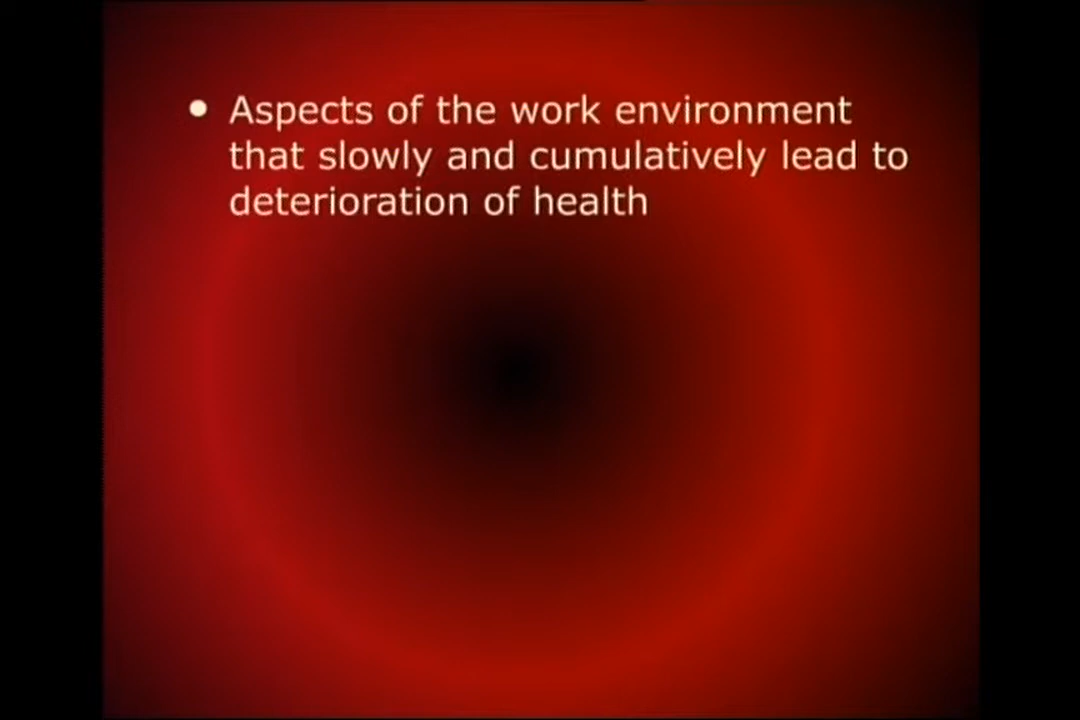 • Aspects of the work environment
that slowly and cumulatively lead to
deterioration of health